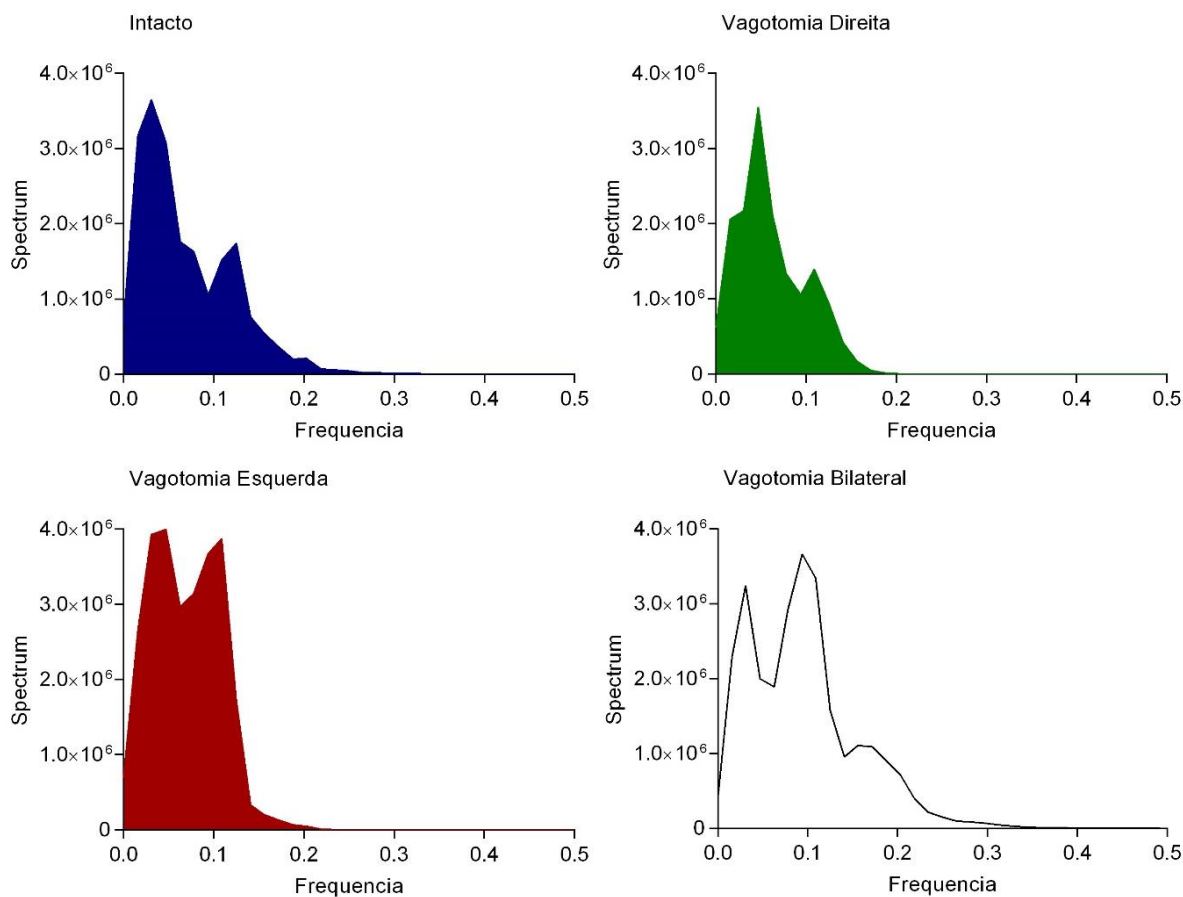 Intacto
4.0×10⁶
3.0×10⁶
2.0×10⁶
1.0×10⁶
0
Spectrum
0.0 0.1 0.2 0.3 0.4 0.5
Frequencia
Vagotomia Direita
4.0×10⁶
3.0×10⁶
2.0×10⁶
1.0×10⁶
0
Spectrum
0.0 0.1 0.2 0.3 0.4 0.5
Frequencia
Vagotomia Esquerda
4.0×10⁶
3.0×10⁶
2.0×10⁶
1.0×10⁶
0
Spectrum
0.0 0.1 0.2 0.3 0.4 0.5
Frequencia
Vagotomia Bilateral
4.0×10⁶
3.0×10⁶
2.0×10⁶
1.0×10⁶
0
Spectrum
0.0 0.1 0.2 0.3 0.4 0.5
Frequencia